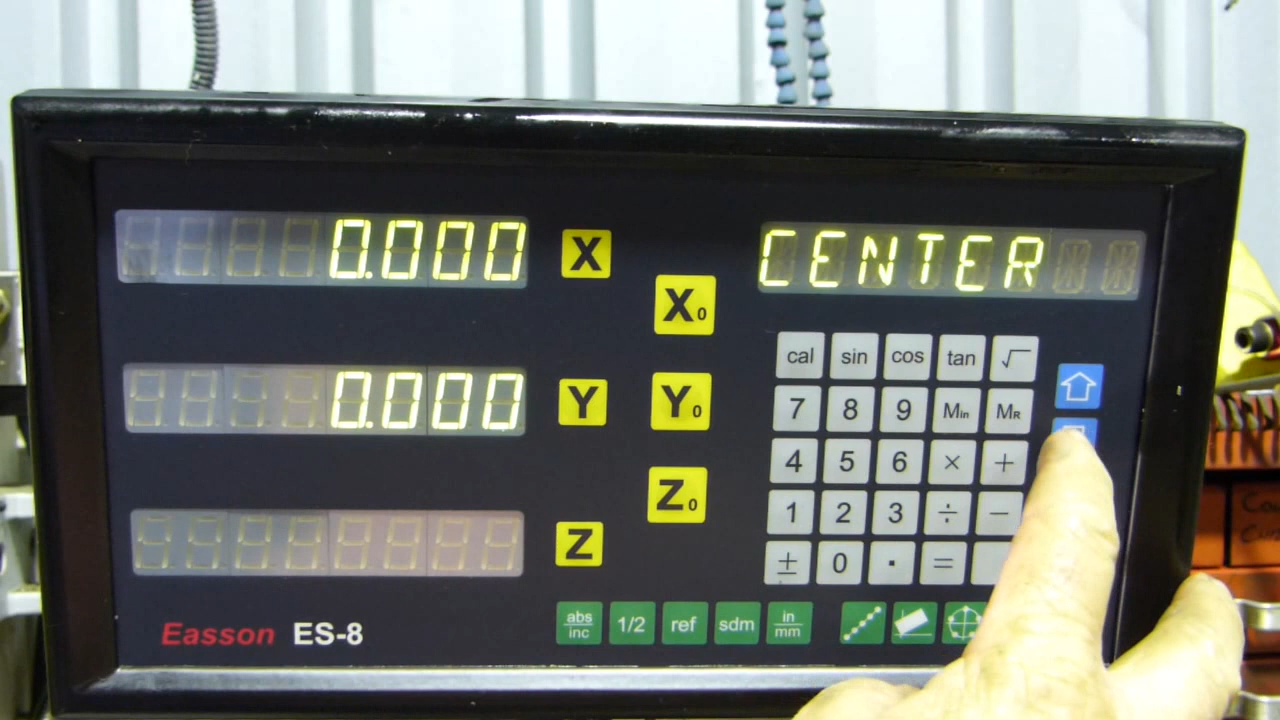 0.000 X CENTER
X0
cal sin cos tan √
7 8 9 Min MR
0.000 Y Y0
4 5 6 × +
Z0
1 2 3 ÷ −
Z
± 0 . =
Easson ES-8
abs/inc 1/2 ref sdm in/mm